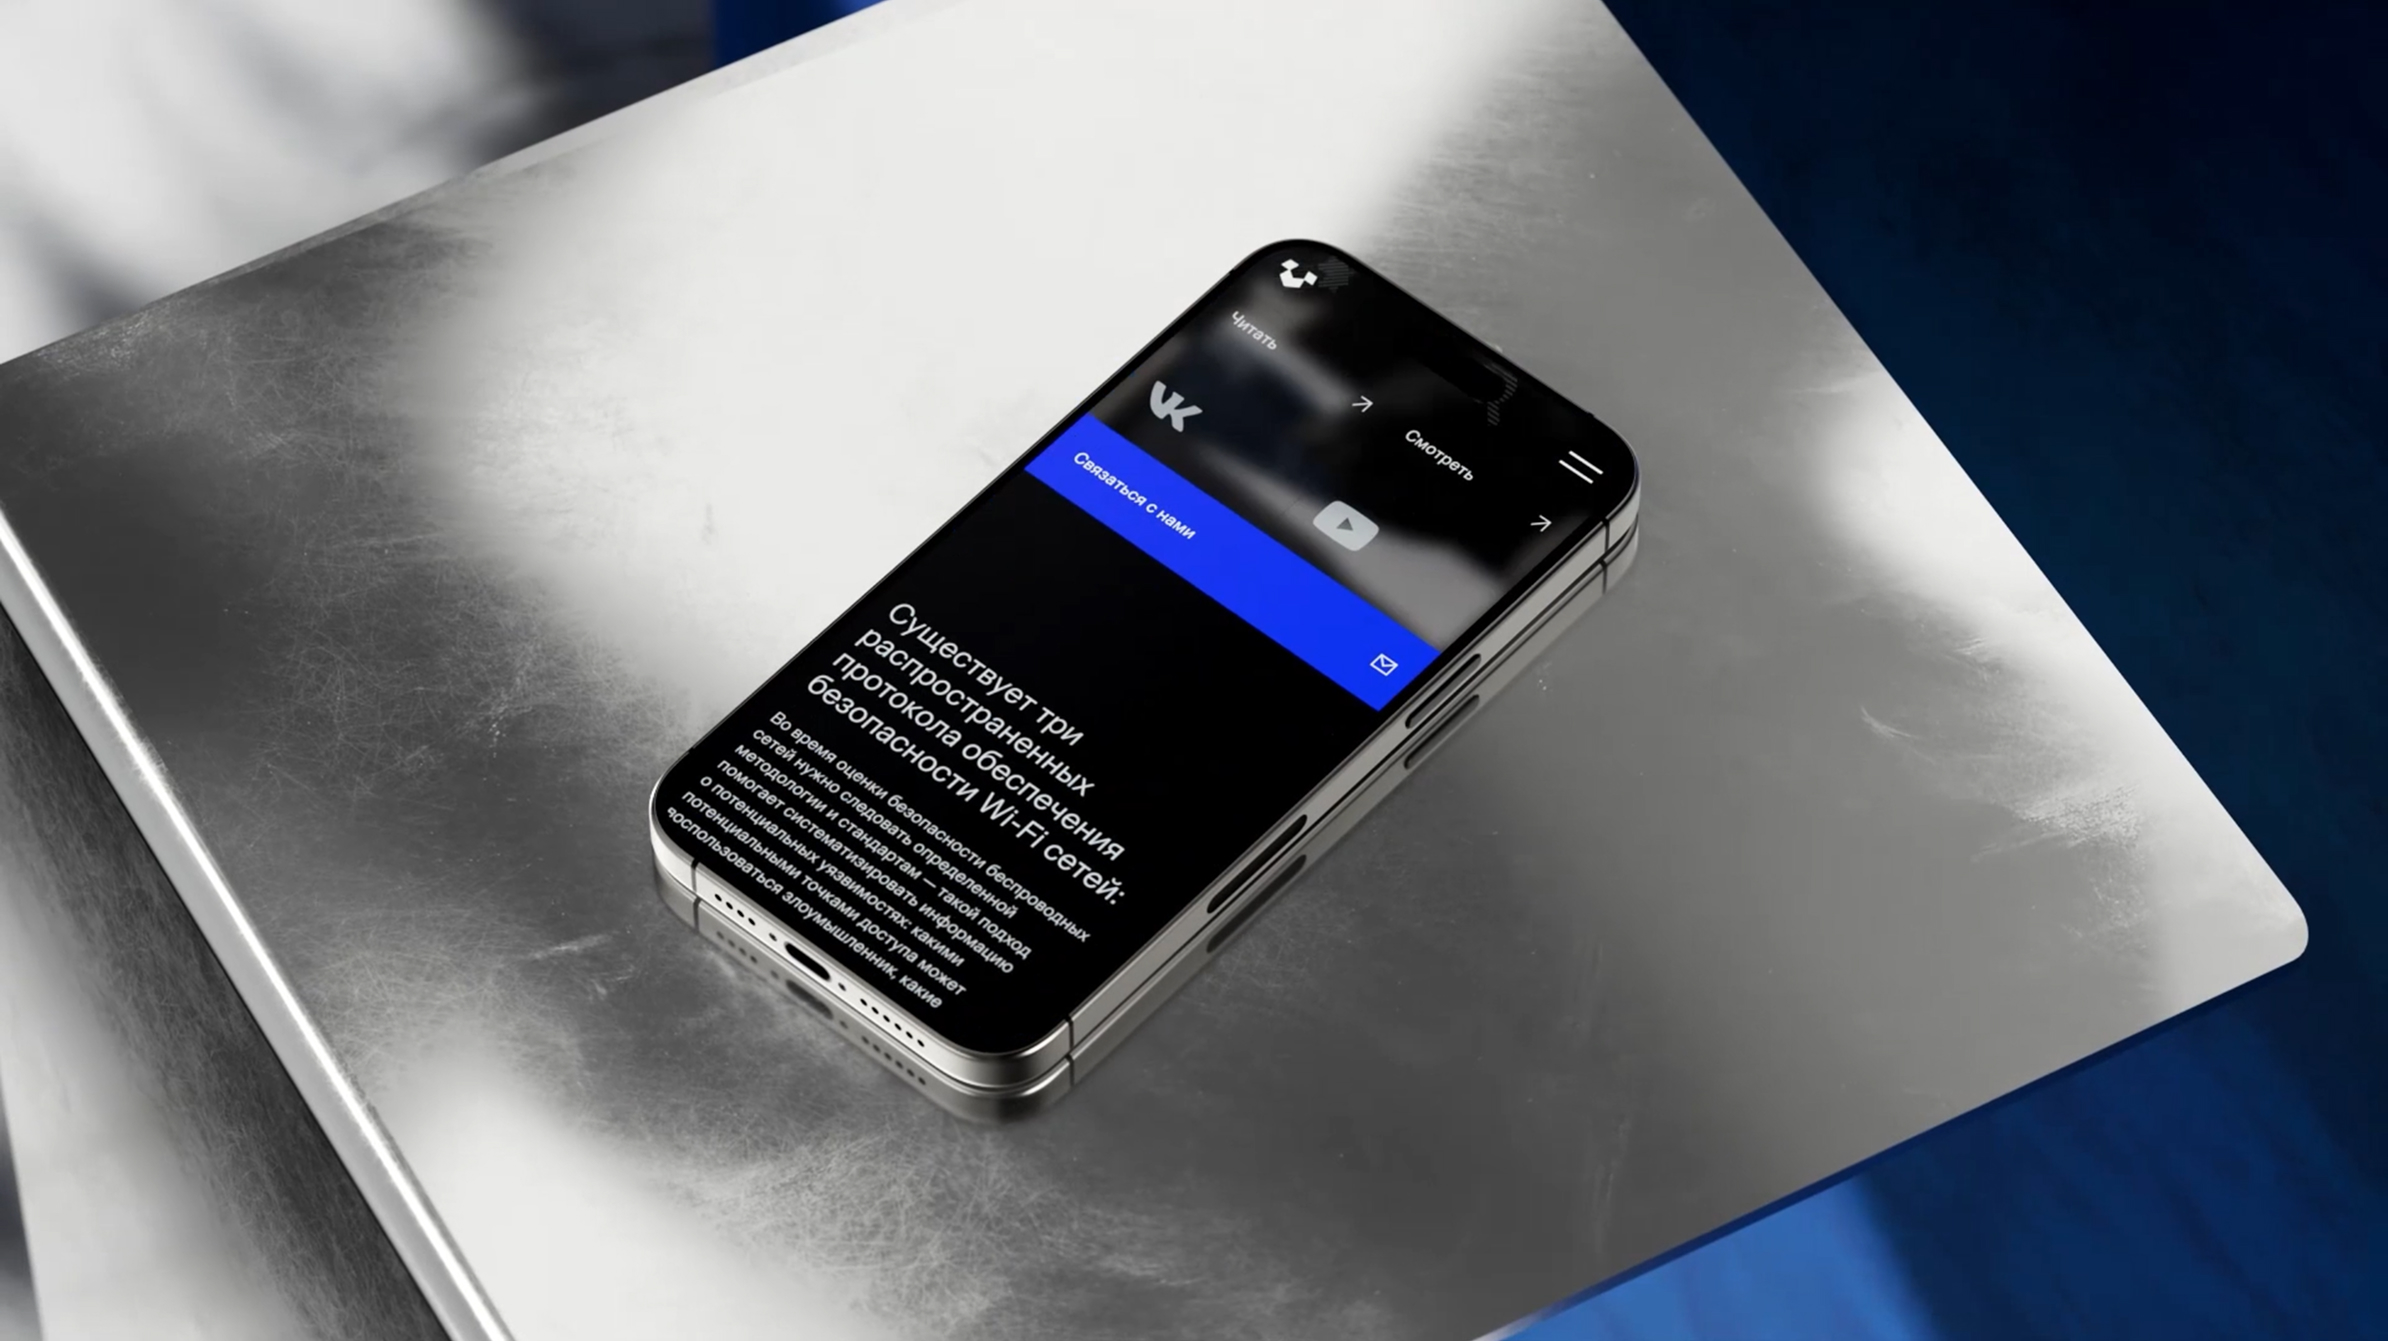 Читать
VK
Смотреть
Связаться с нами
Существует три
распространенных
протокола обеспечения
безопасности Wi-Fi сетей:
Во время оценки безопасности беспроводных
сетей нужно следовать определенной
методологии и стандартам — такой подход
помогает систематизировать информацию
о потенциальных уязвимостях: какими
потенциальными точками доступа может
воспользоваться злоумышленник, какие